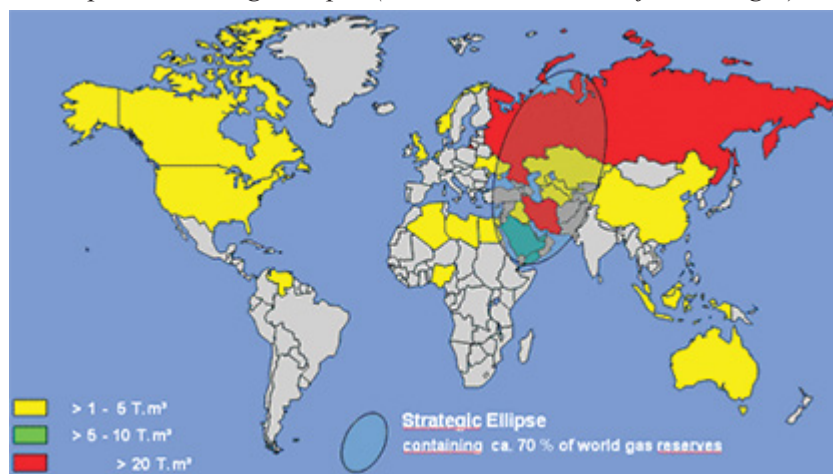 > 1 - 5 T.m³
> 5 - 10 T.m³
> 20 T.m³
Strategic Ellipse
containing ca. 70 % of world gas reserves